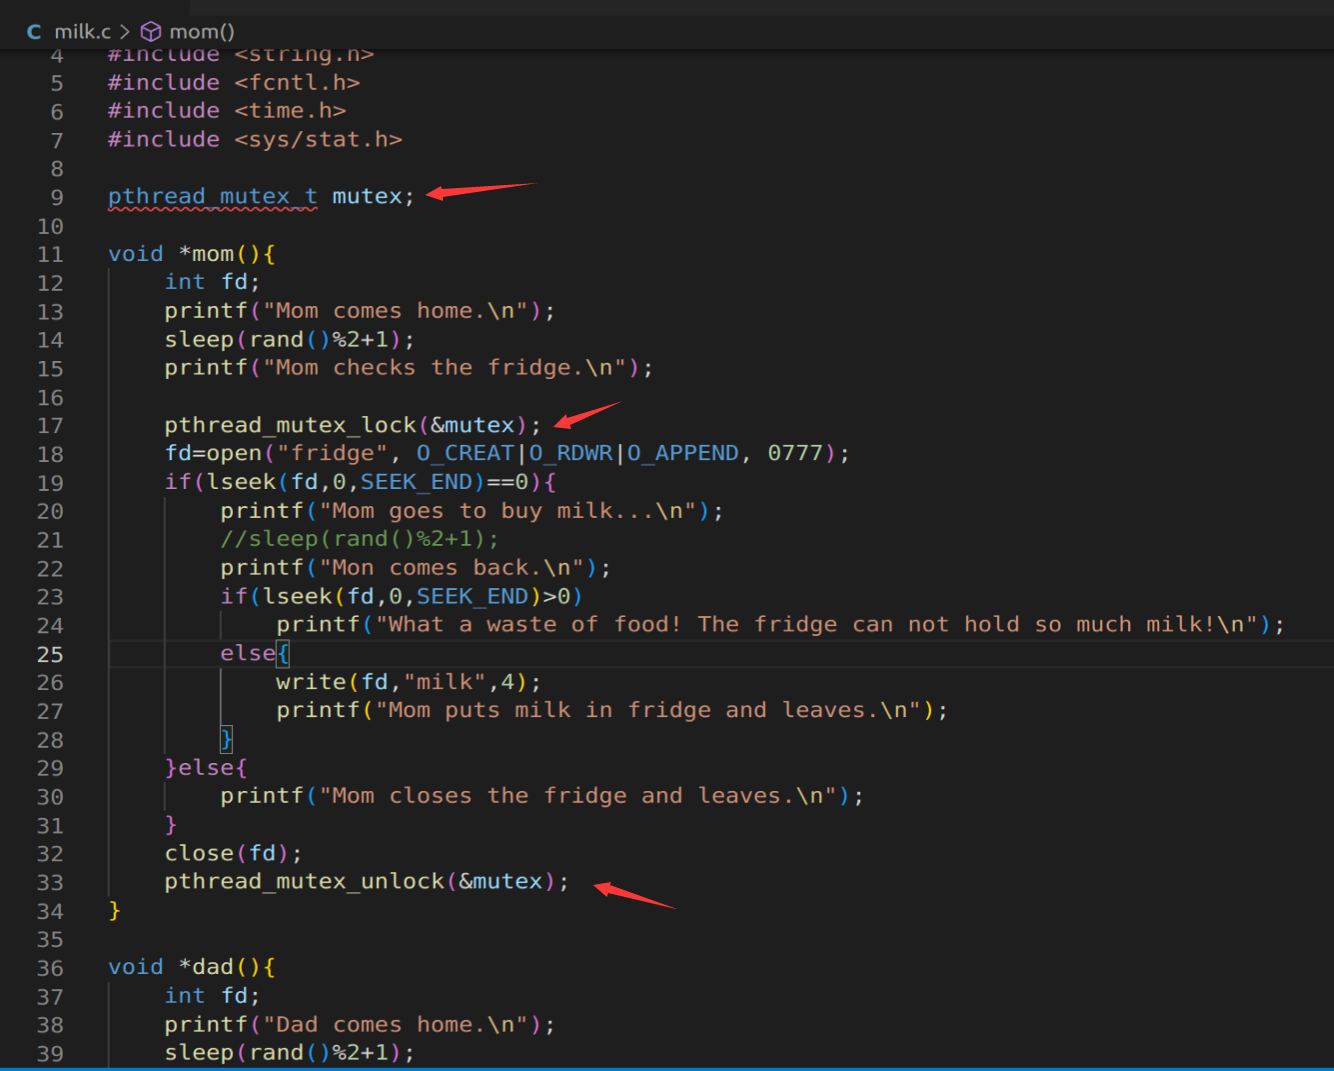 C milk.c > mom()
4 #include <string.h>
5 #include <fcntl.h>
6 #include <time.h>
7 #include <sys/stat.h>
8
9 pthread_mutex_t mutex;
10
11 void *mom(){
12 int fd;
13 printf("Mom comes home.\n");
14 sleep(rand()%2+1);
15 printf("Mom checks the fridge.\n");
16
17 pthread_mutex_lock(&mutex);
18 fd=open("fridge", O_CREAT|O_RDWR|O_APPEND, 0777);
19 if(lseek(fd,0,SEEK_END)==0){
20 printf("Mom goes to buy milk...\n");
21 //sleep(rand()%2+1);
22 printf("Mon comes back.\n");
23 if(lseek(fd,0,SEEK_END)>0)
24 printf("What a waste of food! The fridge can not hold so much milk!\n");
25 else{
26 write(fd,"milk",4);
27 printf("Mom puts milk in fridge and leaves.\n");
28 }
29 }else{
30 printf("Mom closes the fridge and leaves.\n");
31 }
32 close(fd);
33 pthread_mutex_unlock(&mutex);
34 }
35
36 void *dad(){
37 int fd;
38 printf("Dad comes home.\n");
39 sleep(rand()%2+1);